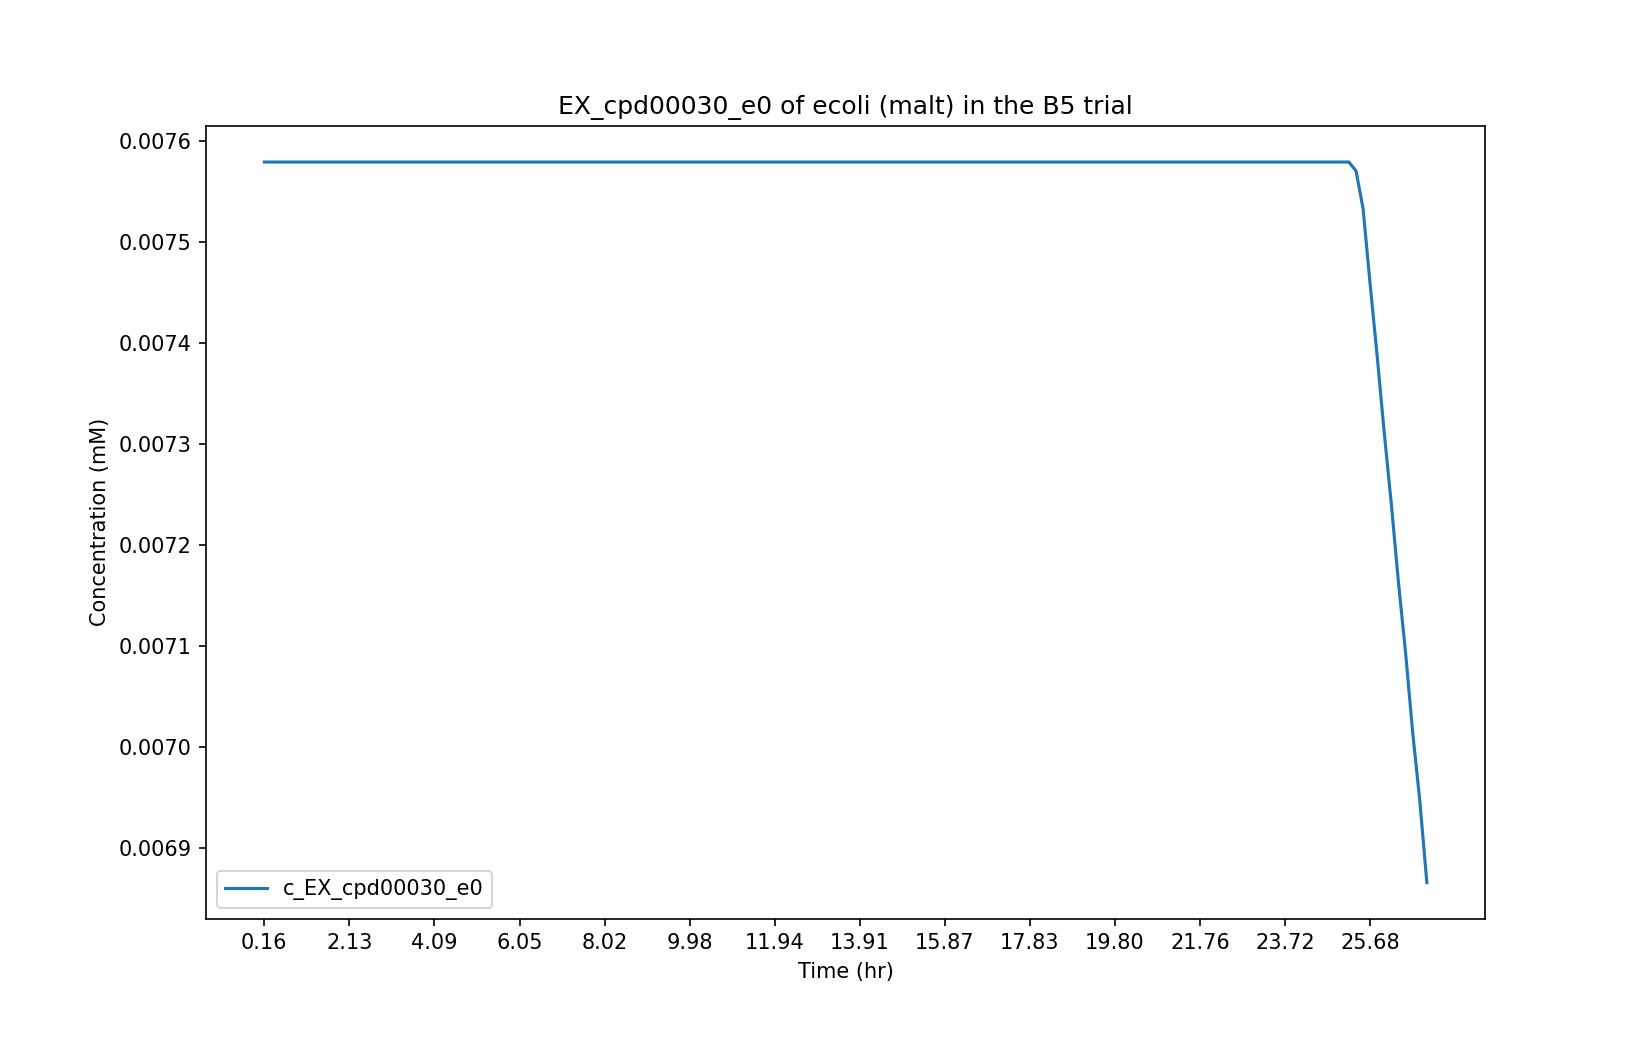 EX_cpd00030_e0 of ecoli (malt) in the B5 trial
0.0076
0.0075
0.0074
0.0073
0.0072
0.0071
0.0070
0.0069
Concentration (mM)
c_EX_cpd00030_e0
0.16 2.13 4.09 6.05 8.02 9.98 11.94 13.91 15.87 17.83 19.80 21.76 23.72 25.68
Time (hr)